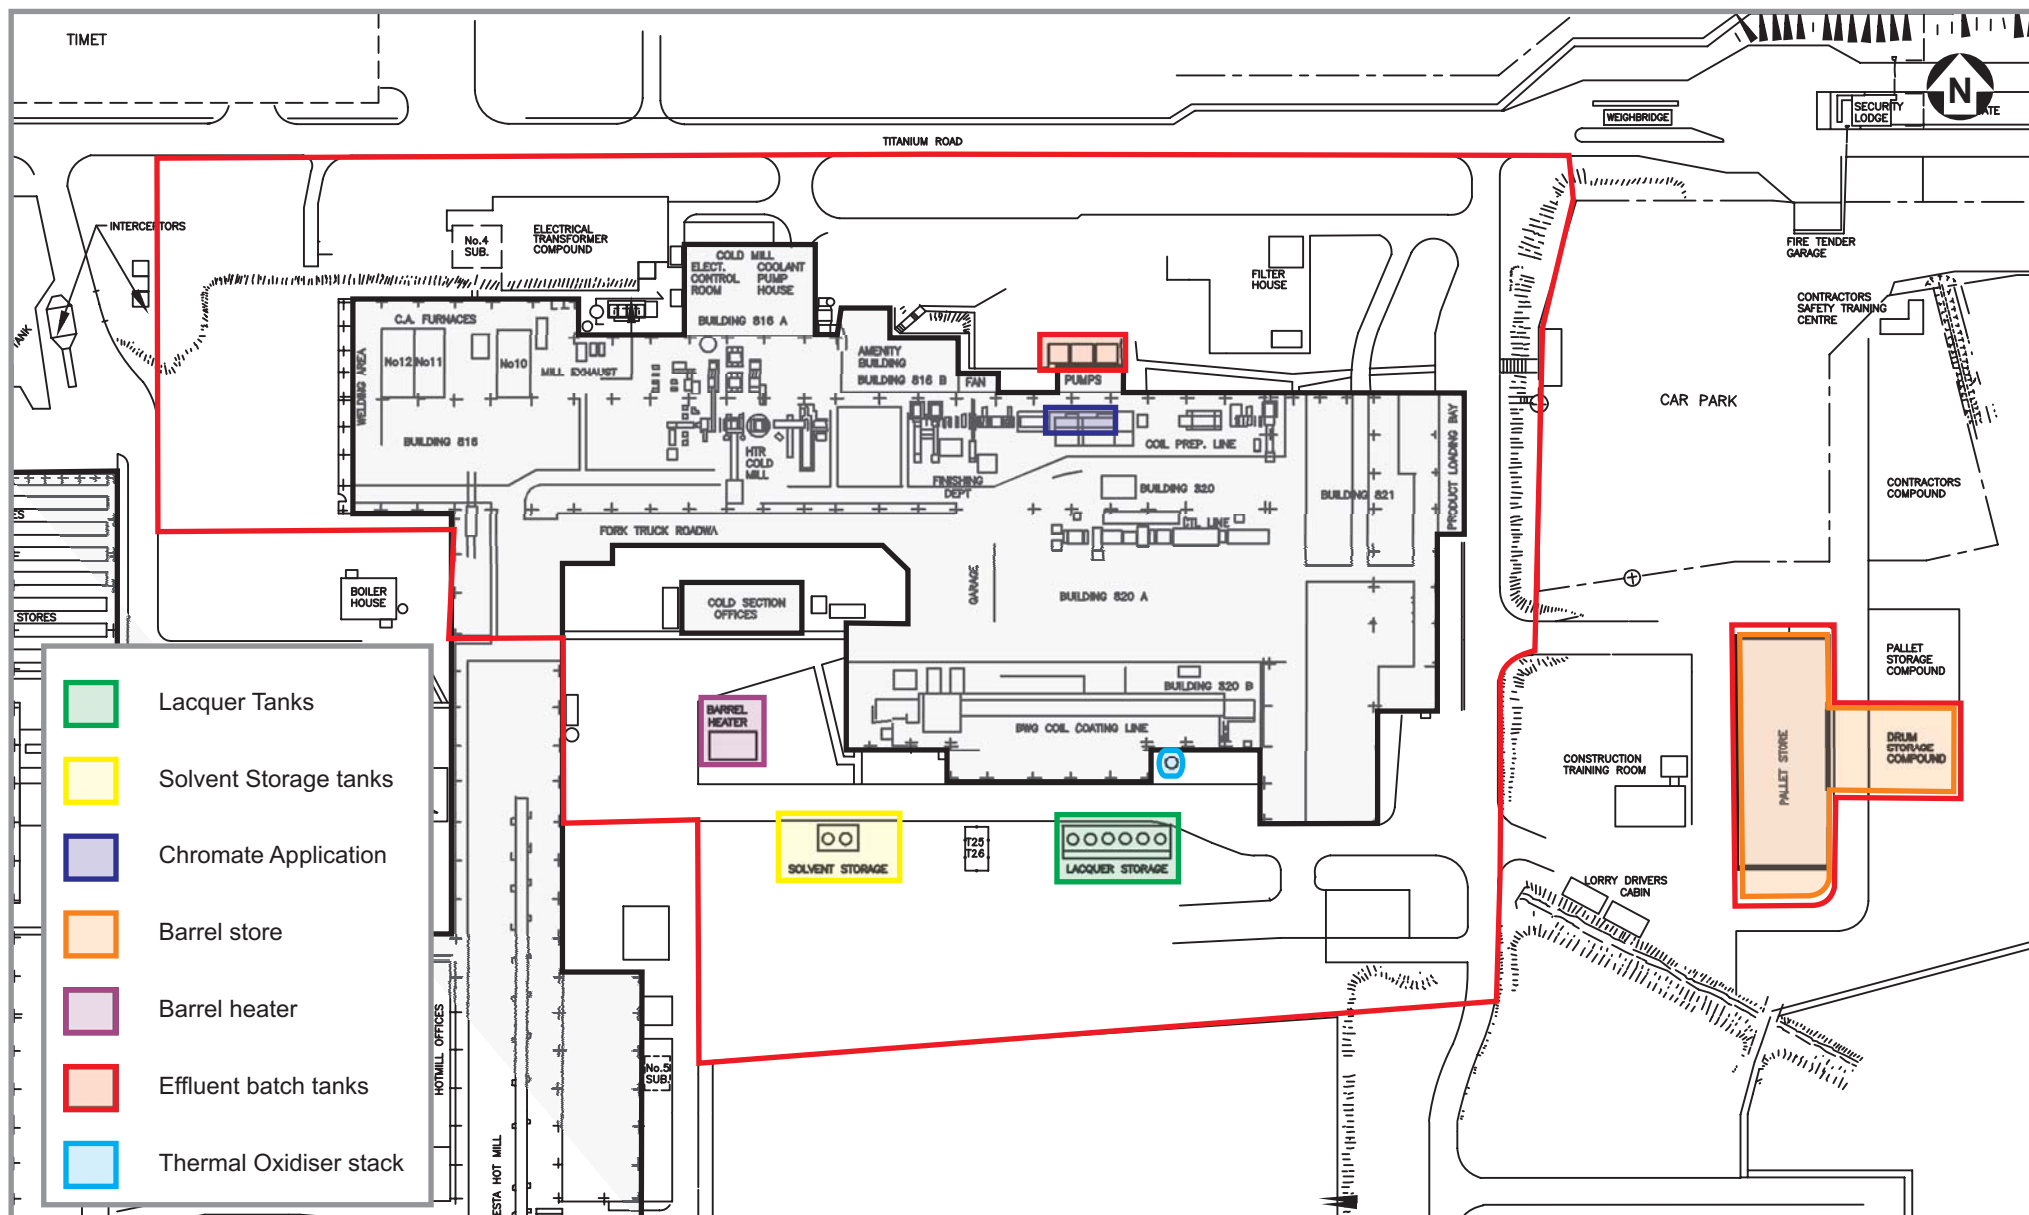 TIMET
TITANIUM ROAD
WEIGHBRIDGE
SECURITY
LODGE
N
INTERCEPTORS
No.4
SUB.
ELECTRICAL
TRANSFORMER
COMPOUND
COLD MILL
ELECT.
CONTROL
ROOM
COOLANT
PUMP
HOUSE
BUILDING 816 A
FILTER
HOUSE
FIRE TENDER
GARAGE
CONTRACTORS
SAFETY TRAINING
CENTRE
C.A. FURNACES
No12
No11
No10
MILL EXHAUST
WELDING AREA
BUILDING 816
AMENITY
BUILDING
BUILDING 816 B
FAN
PUMPS
HTR
COLD
MILL
FINISHING
DEPT
COIL PREP. LINE
BUILDING 820
CTL LINE
BUILDING 821
PRODUCT LOADING BAY
CAR PARK
CONTRACTORS
COMPOUND
FORK TRUCK ROADWA
GARAGE
BUILDING 820 A
COLD SECTION
OFFICES
BOILER
HOUSE
STORES
BARREL
HEATER
BUILDING 820 B
BWG COIL COATING LINE
PALLET
STORAGE
COMPOUND
PALLET STORE
DRUM
STORAGE
COMPOUND
CONSTRUCTION
TRAINING ROOM
SOLVENT STORAGE
T25
T26
LACQUER STORAGE
LORRY DRIVERS
CABIN
HOTMILL OFFICES
No.5
SUB.
ESTA HOT MILL
Lacquer Tanks
Solvent Storage tanks
Chromate Application
Barrel store
Barrel heater
Effluent batch tanks
Thermal Oxidiser stack